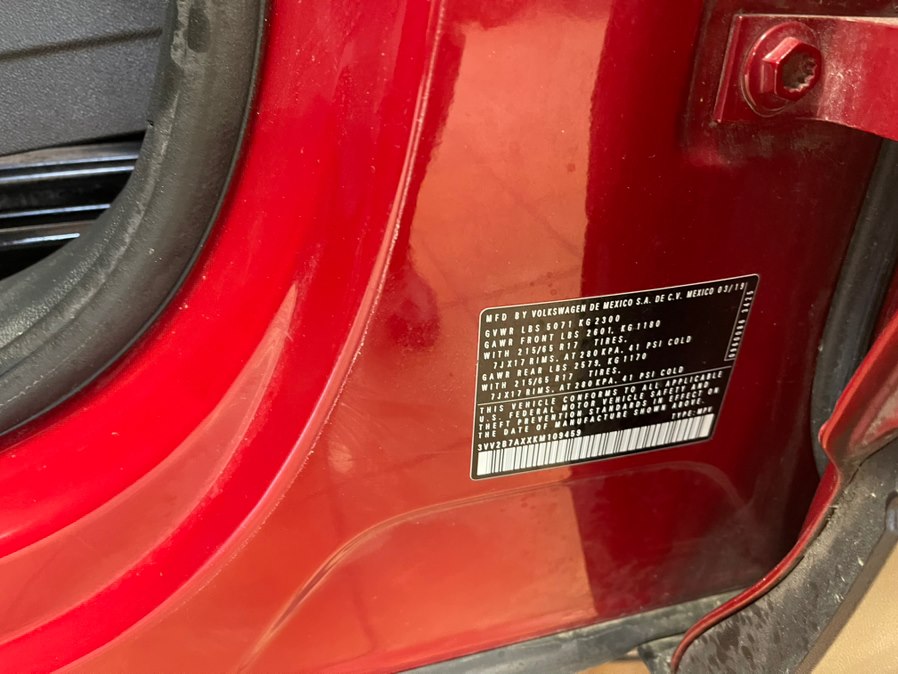 MFD BY VOLKSWAGEN DE MEXICO S.A. DE C.V. MEXICO 03/19
GVWR LBS 5071 KG 2300
GAWR FRONT LBS 2601, KG 1180
WITH 215/65 R17 TIRES.
7JX17 RIMS. AT 280 KPA. 41 PSI COLD
GAWR REAR LBS 2579, KG 1170
WITH 215/65 R17 TIRES.
7JX17 RIMS. AT 280 KPA. 41 PSI COLD
THIS VEHICLE CONFORMS TO ALL APPLICABLE
U.S. FEDERAL MOTOR VEHICLE SAFETY AND
THEFT PREVENTION STANDARDS IN EFFECT ON
THE DATE OF MANUFACTURE SHOWN ABOVE.
TYPE: MPV
3VV2B7AXXKM109459